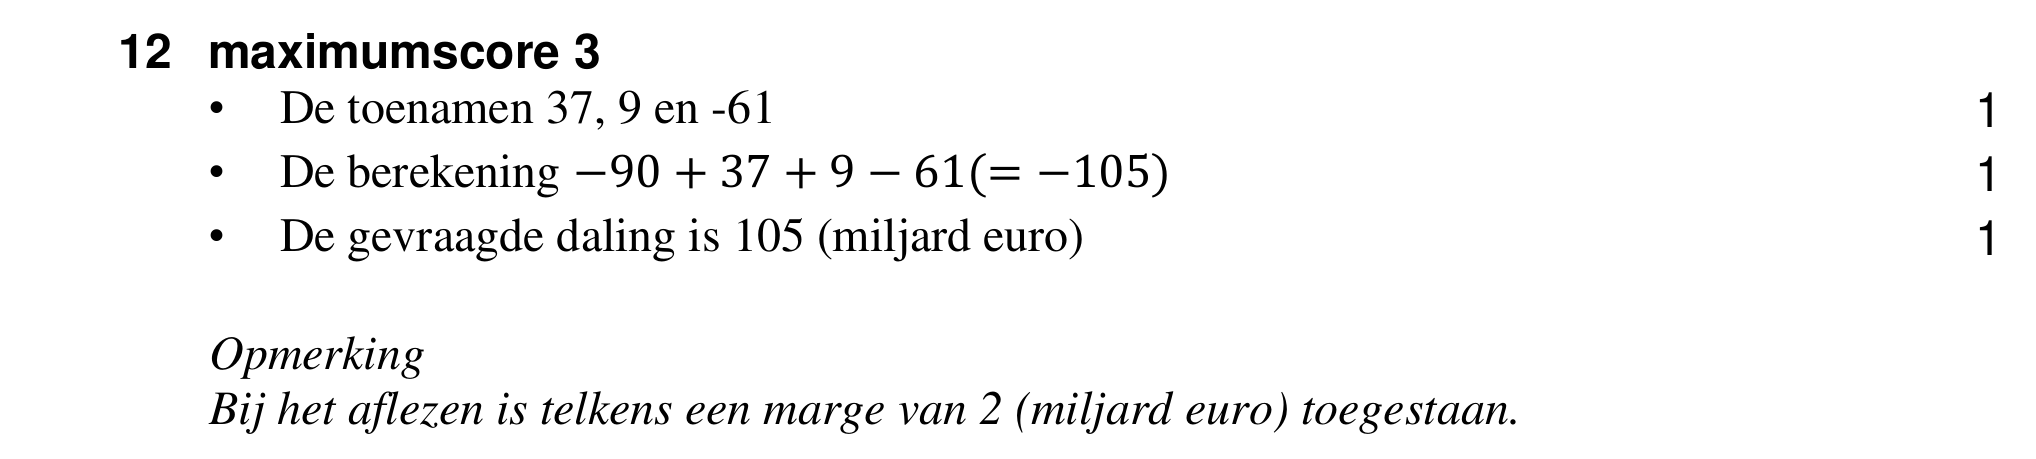 12 maximumscore 3
• De toenamen 37, 9 en -61 1
• De berekening −90 + 37 + 9 − 61(= −105) 1
• De gevraagde daling is 105 (miljard euro) 1
Opmerking
Bij het aflezen is telkens een marge van 2 (miljard euro) toegestaan.